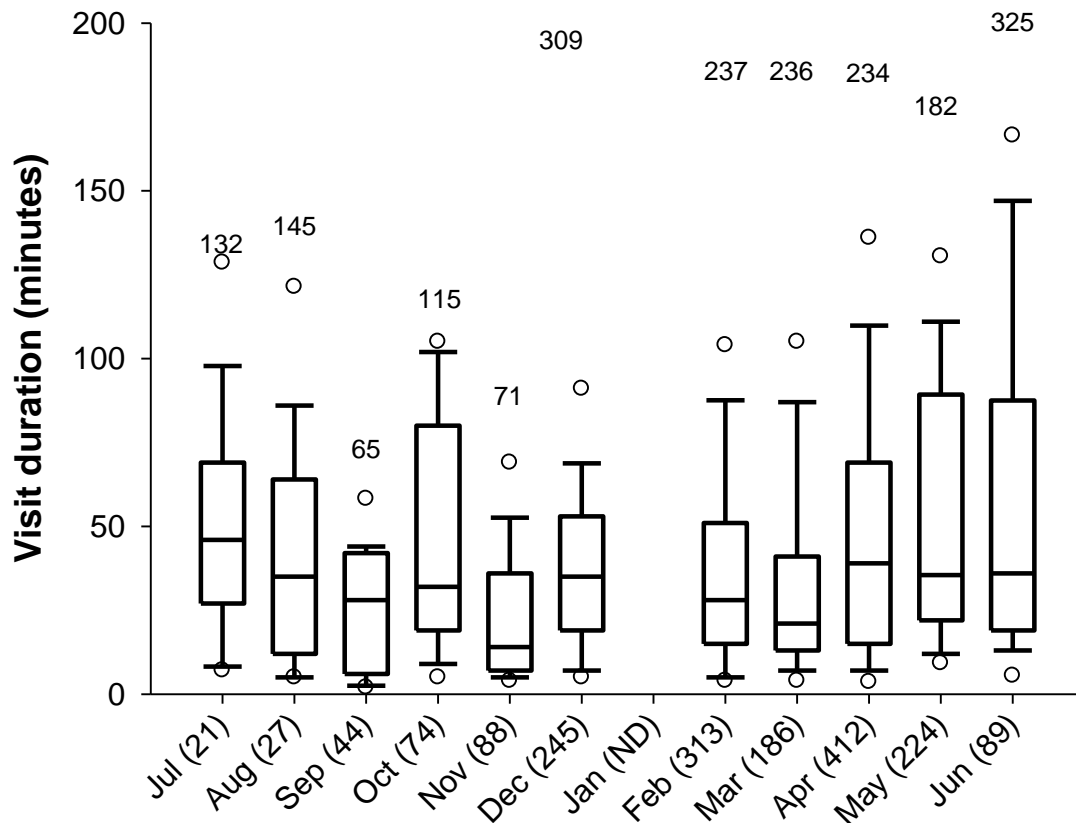 Visit duration (minutes)
200
150
100
50
0
132
145
65
115
71
309
237
236
234
182
325
Jul (21)
Aug (27)
Sep (44)
Oct (74)
Nov (88)
Dec (245)
Jan (ND)
Feb (313)
Mar (186)
Apr (412)
May (224)
Jun (89)